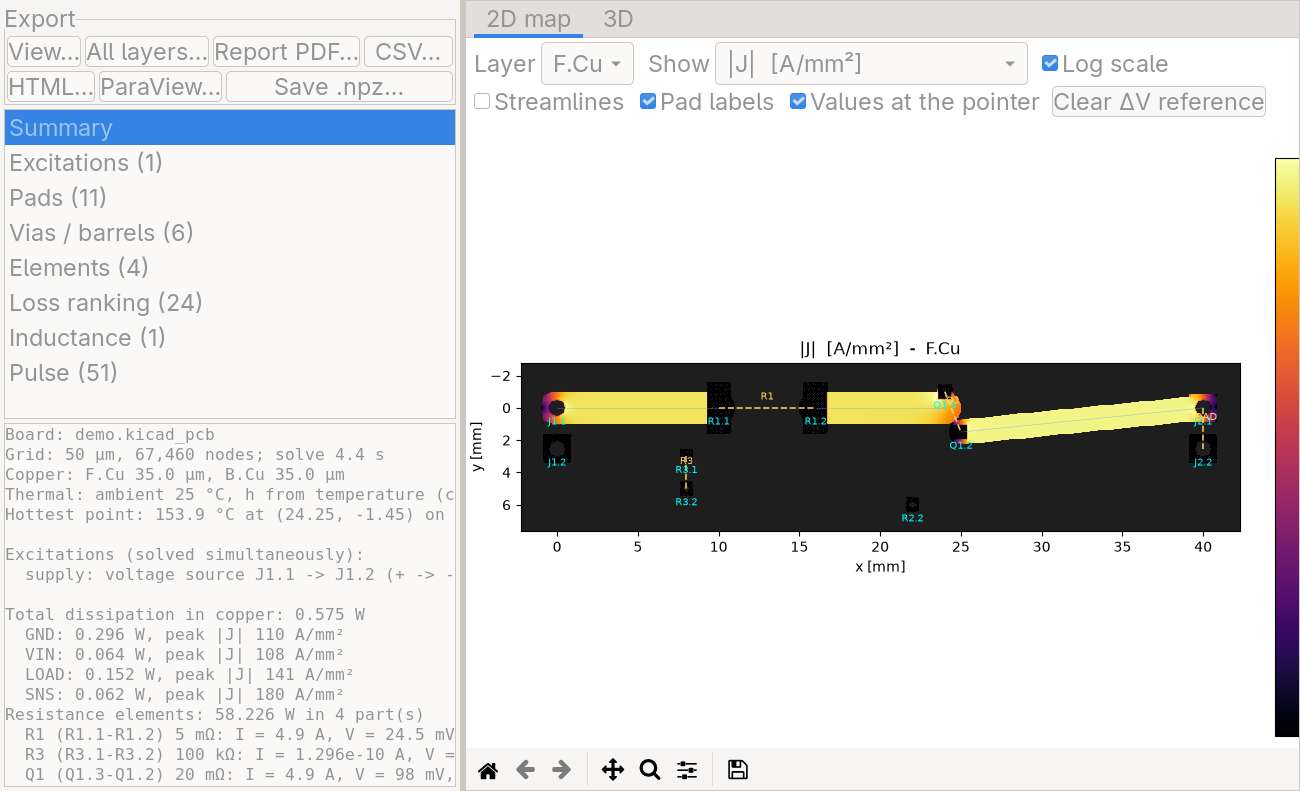 Export
View... All layers... Report PDF... CSV...
HTML... ParaView... Save .npz...
Summary
Excitations (1)
Pads (11)
Vias / barrels (6)
Elements (4)
Loss ranking (24)
Inductance (1)
Pulse (51)
Board: demo.kicad_pcb
Grid: 50 µm, 67,460 nodes; solve 4.4 s
Copper: F.Cu 35.0 µm, B.Cu 35.0 µm
Thermal: ambient 25 °C, h from temperature (c
Hottest point: 153.9 °C at (24.25, -1.45) on
Excitations (solved simultaneously):
supply: voltage source J1.1 -> J1.2 (+ -> -
Total dissipation in copper: 0.575 W
GND: 0.296 W, peak |J| 110 A/mm²
VIN: 0.064 W, peak |J| 108 A/mm²
LOAD: 0.152 W, peak |J| 141 A/mm²
SNS: 0.062 W, peak |J| 180 A/mm²
Resistance elements: 58.226 W in 4 part(s)
R1 (R1.1-R1.2) 5 mΩ: I = 4.9 A, V = 24.5 mV
R3 (R3.1-R3.2) 100 kΩ: I = 1.296e-10 A, V =
Q1 (Q1.3-Q1.2) 20 mΩ: I = 4.9 A, V = 98 mV,
2D map 3D
Layer F.Cu Show |J| [A/mm²] Log scale
Streamlines Pad labels Values at the pointer Clear ΔV reference
|J| [A/mm²] - F.Cu
−2
0
2
4
6
y [mm]
R1
R1.1 R1.2
Q1.2
J1.2 J2.2
R3
R3.1
R3.2
R2.2
0 5 10 15 20 25 30 35 40
x [mm]